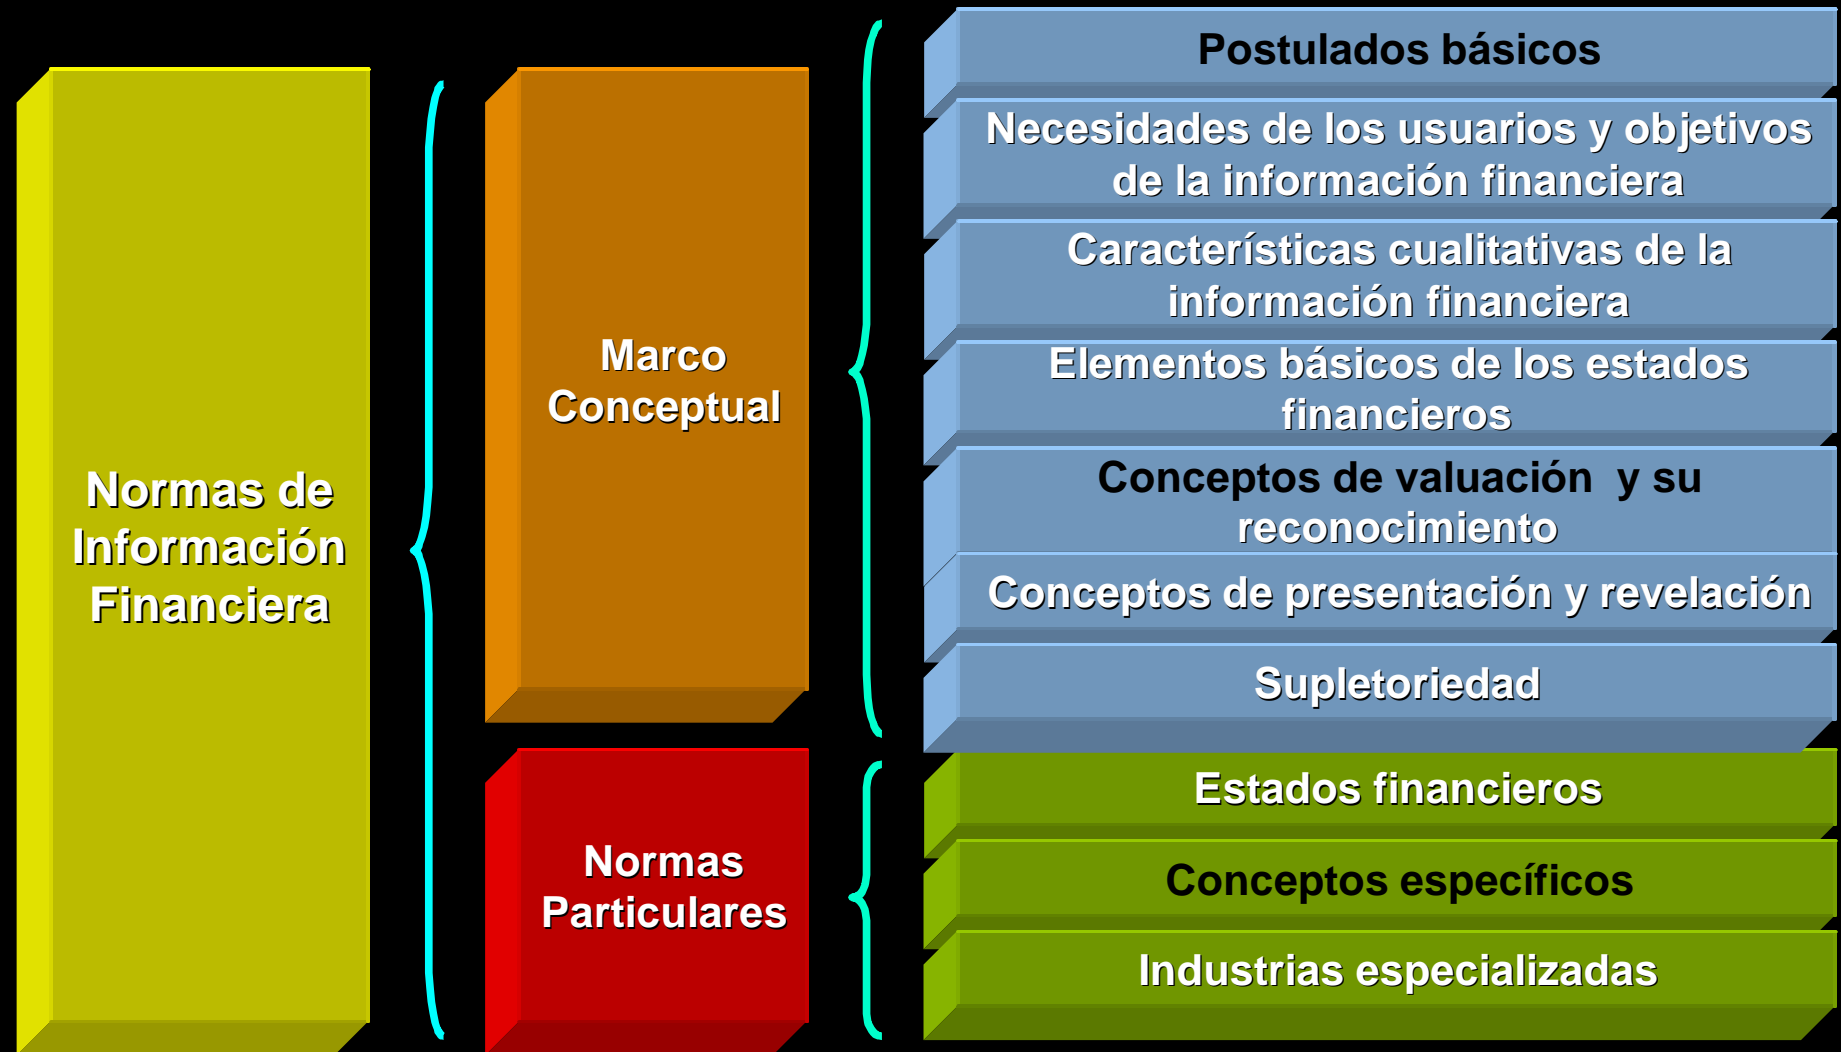 Normas de
Información
Financiera
Marco
Conceptual
Postulados básicos
Necesidades de los usuarios y objetivos
de la información financiera
Características cualitativas de la
información financiera
Elementos básicos de los estados
financieros
Conceptos de valuación  y su
reconocimiento
Conceptos de presentación y revelación
Supletoriedad
Normas
Particulares
Estados financieros
Conceptos específicos
Industrias especializadas